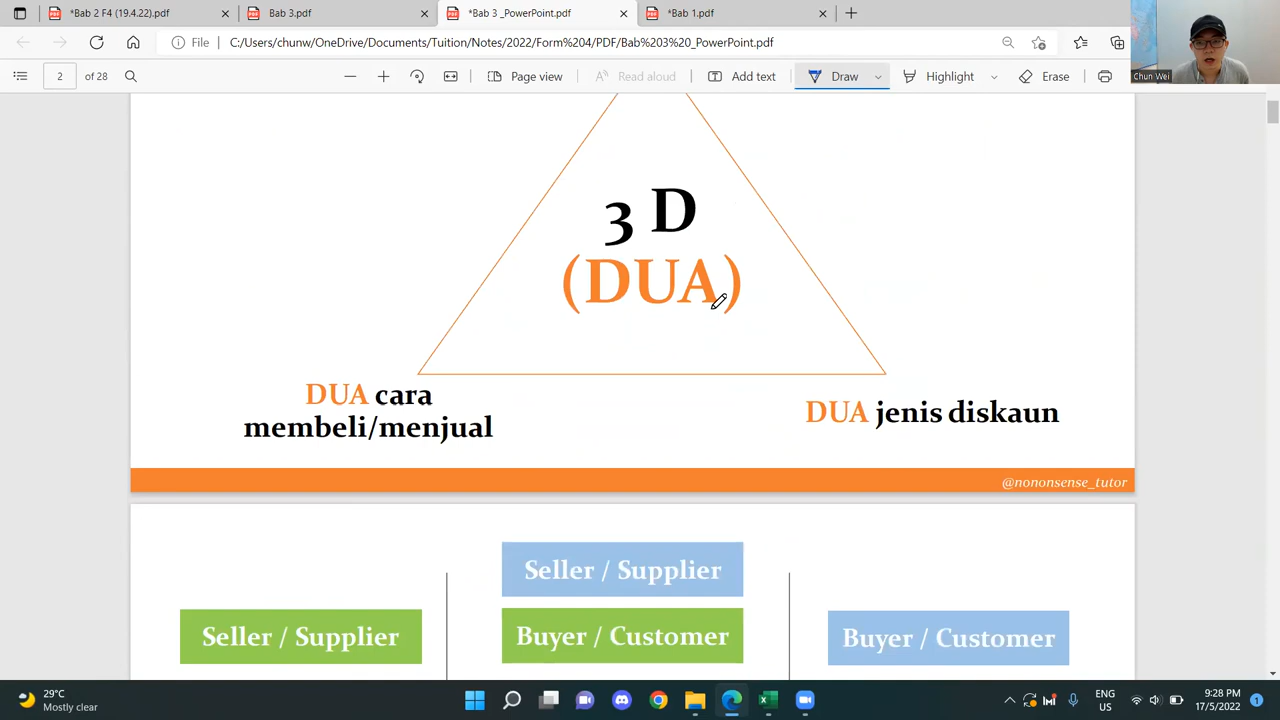 *Bab 2 F4 (19.4.22).pdf
Bab 3.pdf
*Bab 3 _PowerPoint.pdf
*Bab 1.pdf
File
C:/Users/chunw/OneDrive/Documents/Tuition/Notes/2022/Form%204/PDF/Bab%203%20_PowerPoint.pdf
Chun Wei
2
of 28
Page view
Read aloud
Add text
Draw
Highlight
Erase
3 D
(DUA)
DUA cara
membeli/menjual
DUA jenis diskaun
@nononsense_tutor
Seller / Supplier
Seller / Supplier
Buyer / Customer
Buyer / Customer
29°C
Mostly clear
ENG
US
9:28 PM
17/5/2022